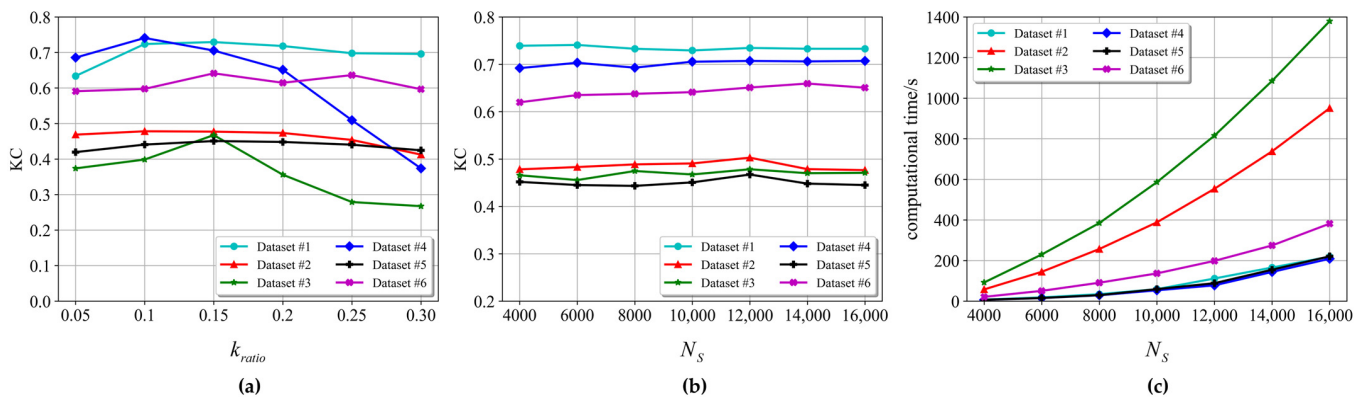 0.8
0.7
0.6
0.5
0.4
0.3
0.2
0.1
0.0
KC
Dataset #1
Dataset #2
Dataset #3
Dataset #4
Dataset #5
Dataset #6
0.05 0.1 0.15 0.2 0.25 0.30
k_ratio
(a)
0.8
0.7
0.6
0.5
0.4
0.3
0.2
KC
Dataset #1
Dataset #2
Dataset #3
Dataset #4
Dataset #5
Dataset #6
4000 6000 8000 10,000 12,000 14,000 16,000
N_S
(b)
1400
1200
1000
800
600
400
200
0
computational time/s
Dataset #1
Dataset #2
Dataset #3
Dataset #4
Dataset #5
Dataset #6
4000 6000 8000 10,000 12,000 14,000 16,000
N_S
(c)